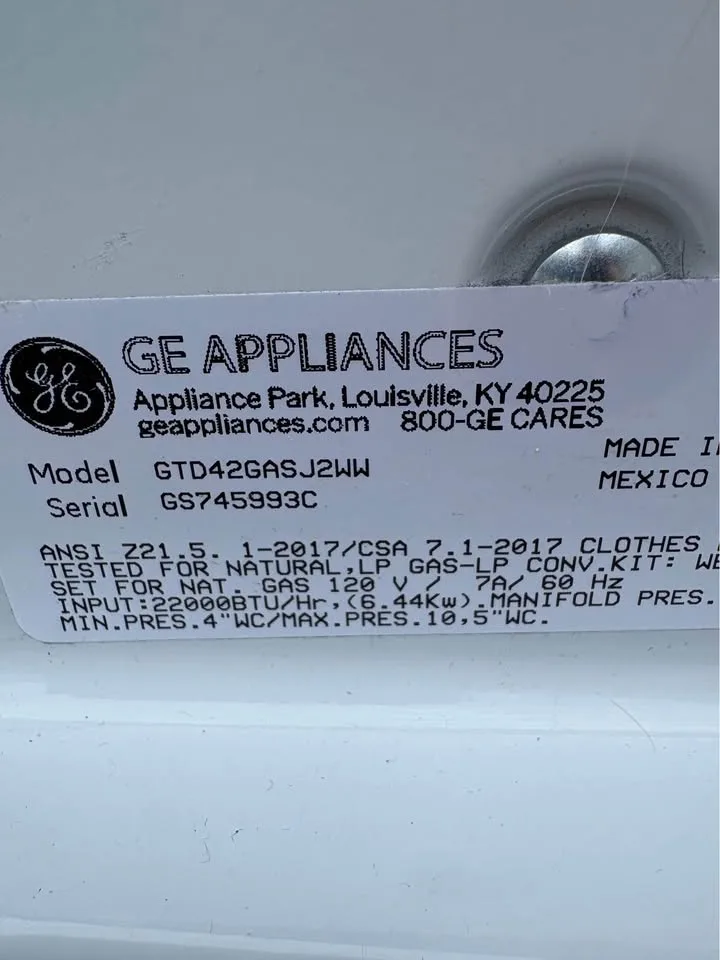 GE
GE APPLIANCES
Appliance Park, Louisville, KY 40225
geappliances.com 800-GE CARES
MADE
MEXICO
Model GTD42GASJ2WW
Serial GS745993C
ANSI Z21.5. 1-2017/CSA 7.1-2017 CLOTHES
TESTED FOR NATURAL,LP GAS-LP CONV.KIT:
SET FOR NAT. GAS 120 V / 7A/ 60 Hz
INPUT:22000BTU/Hr,(6.44Kw).MANIFOLD PRES.
MIN.PRES.4"WC/MAX.PRES.10,5"WC.